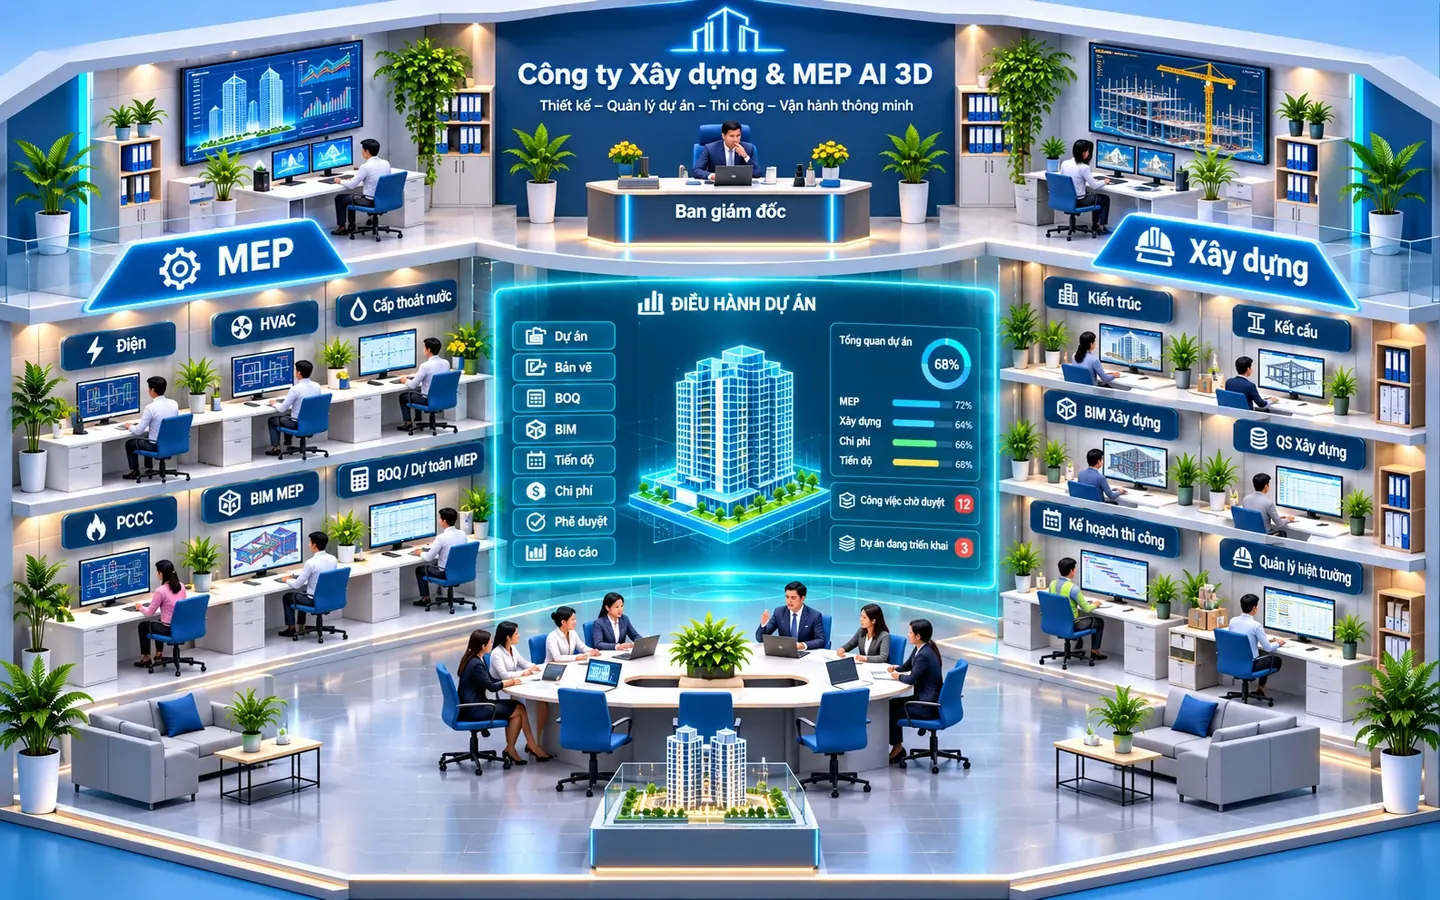 Công ty Xây dựng & MEP AI 3D
Thiết kế – Quản lý dự án – Thi công – Vận hành thông minh
Ban giám đốc
MEP
Điện
HVAC
Cấp thoát nước
PCCC
BIM MEP
BOQ / Dự toán MEP
ĐIỀU HÀNH DỰ ÁN
Dự án
Bản vẽ
BOQ
BIM
Tiến độ
Chi phí
Phê duyệt
Báo cáo
Tổng quan dự án
68%
MEP 72%
Xây dựng 64%
Chi phí 66%
Tiến độ 68%
Công việc chờ duyệt 12
Dự án đang triển khai 3
Xây dựng
Kiến trúc
Kết cấu
BIM Xây dựng
QS Xây dựng
Kế hoạch thi công
Quản lý hiện trường